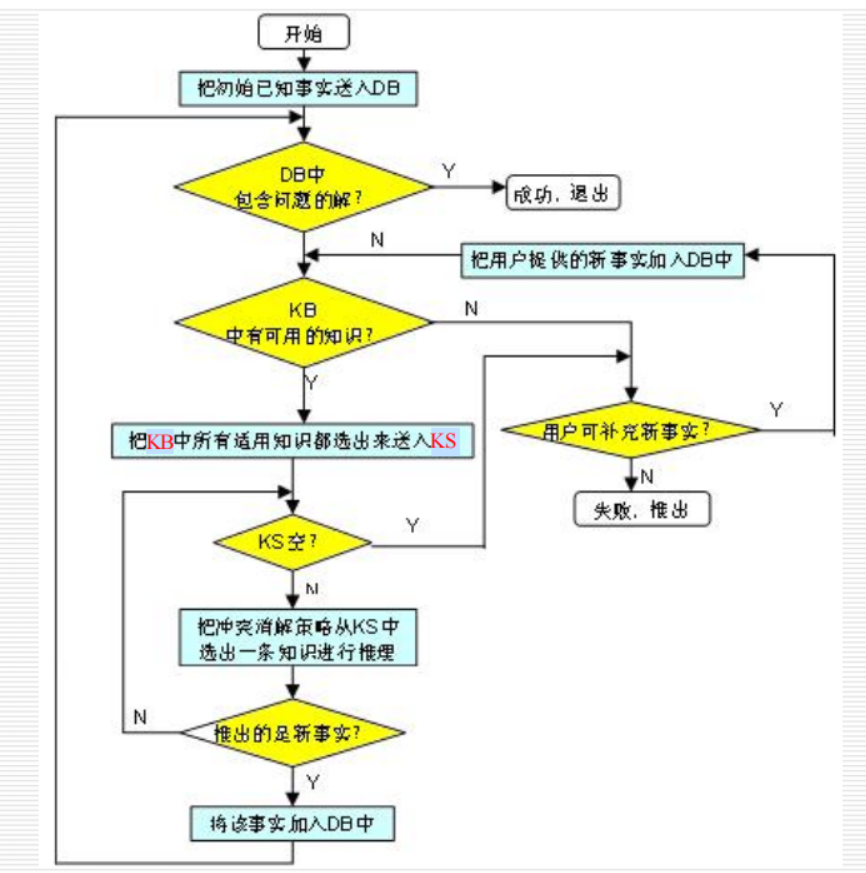 开始
把初始已知事实送入DB
DB中
包含问题的解？
Y
成功，退出
N
把用户提供的新事实加入DB中
KB
中有可用的知识？
N
Y
把KB中所有适用知识都选出来送入KS
用户可补充新事实？
Y
N
失败，推出
KS空？
Y
N
把冲突消解策略从KS中
选出一条知识进行推理
N
推出的是新事实？
Y
将该事实加入DB中